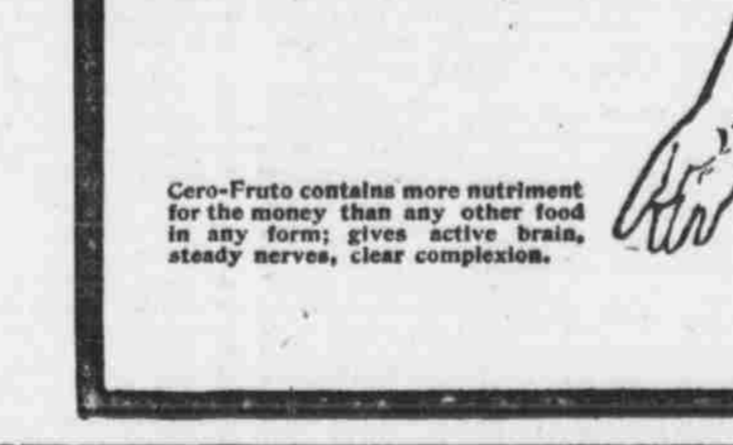 Cero-Fruto contains more nutriment
for the money than any other food
in any form; gives active brain,
steady nerves, clear complexion.